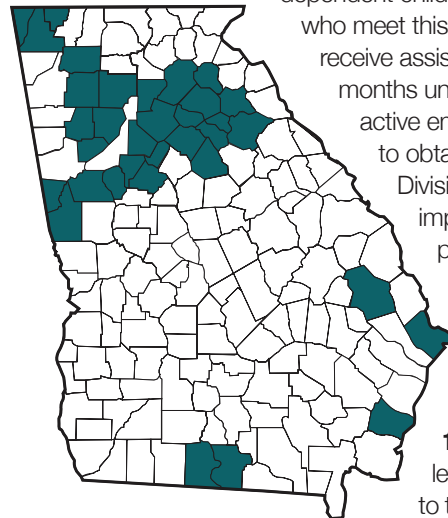 dependent child
who meet this
receive assis
months un
active en
to obta
Divisi
imp
p
1
le
to t